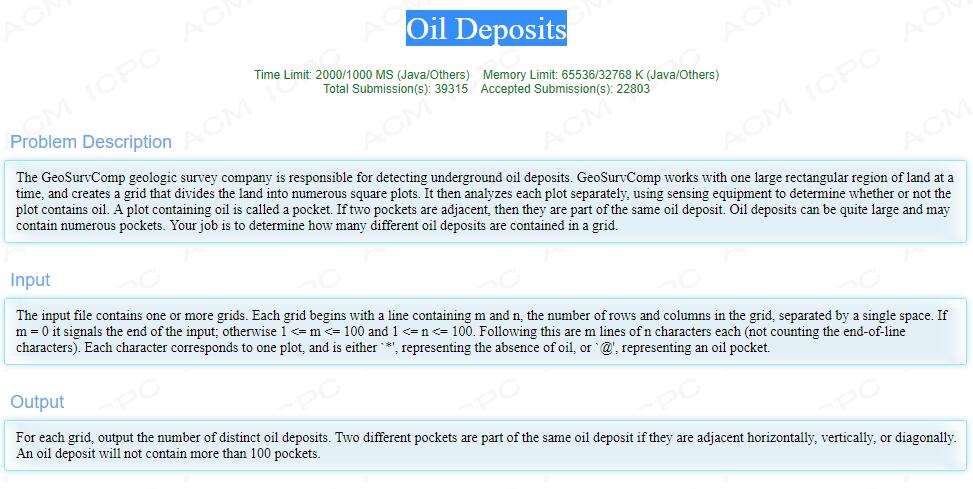 Oil Deposits
Time Limit: 2000/1000 MS (Java/Others) Memory Limit: 65536/32768 K (Java/Others)
Total Submission(s): 39315 Accepted Submission(s): 22803
Problem Description
The GeoSurvComp geologic survey company is responsible for detecting underground oil deposits. GeoSurvComp works with one large rectangular region of land at a
time, and creates a grid that divides the land into numerous square plots. It then analyzes each plot separately, using sensing equipment to determine whether or not the
plot contains oil. A plot containing oil is called a pocket. If two pockets are adjacent, then they are part of the same oil deposit. Oil deposits can be quite large and may
contain numerous pockets. Your job is to determine how many different oil deposits are contained in a grid.
Input
The input file contains one or more grids. Each grid begins with a line containing m and n, the number of rows and columns in the grid, separated by a single space. If
m = 0 it signals the end of the input; otherwise 1 <= m <= 100 and 1 <= n <= 100. Following this are m lines of n characters each (not counting the end-of-line
characters). Each character corresponds to one plot, and is either `*', representing the absence of oil, or `@', representing an oil pocket.
Output
For each grid, output the number of distinct oil deposits. Two different pockets are part of the same oil deposit if they are adjacent horizontally, vertically, or diagonally.
An oil deposit will not contain more than 100 pockets.